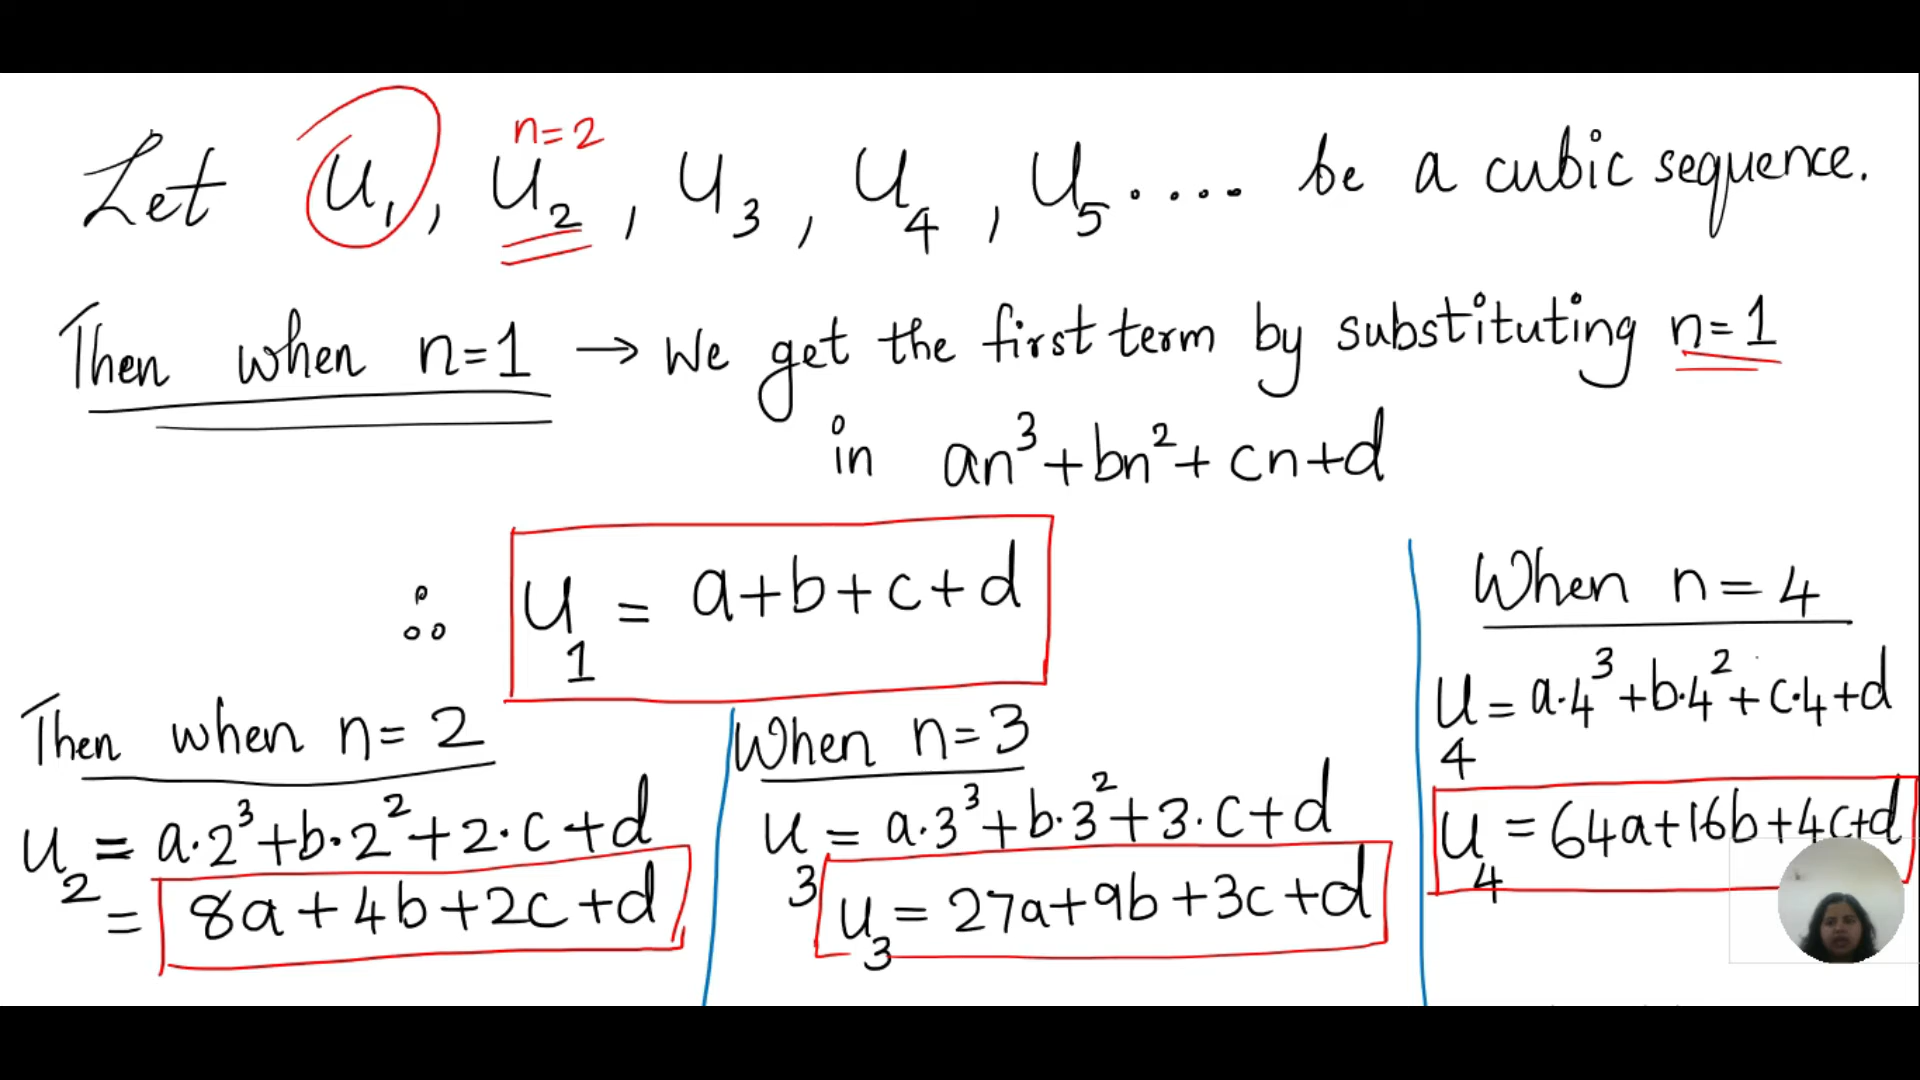 n=2
Let U₁, U₂, U₃, U₄, U₅.... be a cubic sequence.
Then when n=1 → We get the first term by substituting n=1
in an³+bn²+cn+d
∴ U₁ = a+b+c+d
Then when n=2
U₂ = a·2³+b·2²+2·c+d
= 8a+4b+2c+d
When n=3
U₃ = a·3³+b·3²+3·c+d
U₃ = 27a+9b+3c+d
When n=4
U₄ = a·4³+b·4²+c·4+d
U₄ = 64a+16b+4c+d